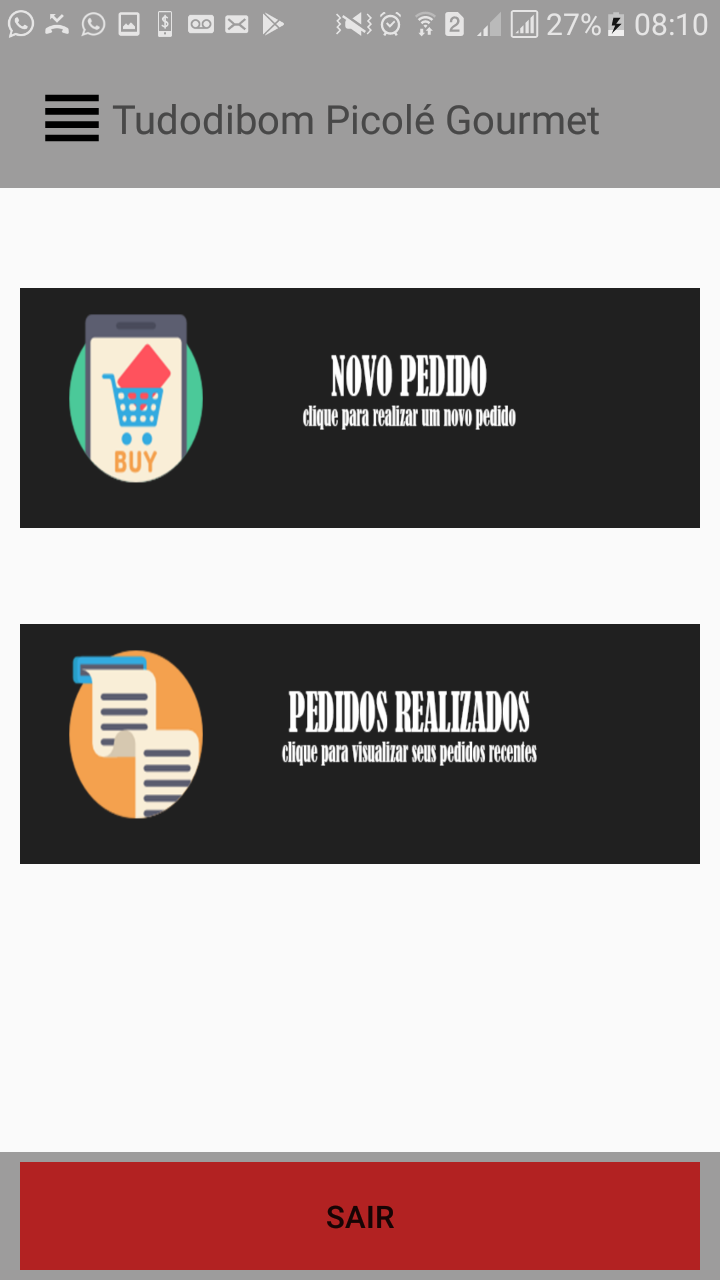 27% 08:10
Tudodibom Picolé Gourmet
BUY
NOVO PEDIDO
clique para realizar um novo pedido
PEDIDOS REALIZADOS
clique para visualizar seus pedidos recentes
SAIR